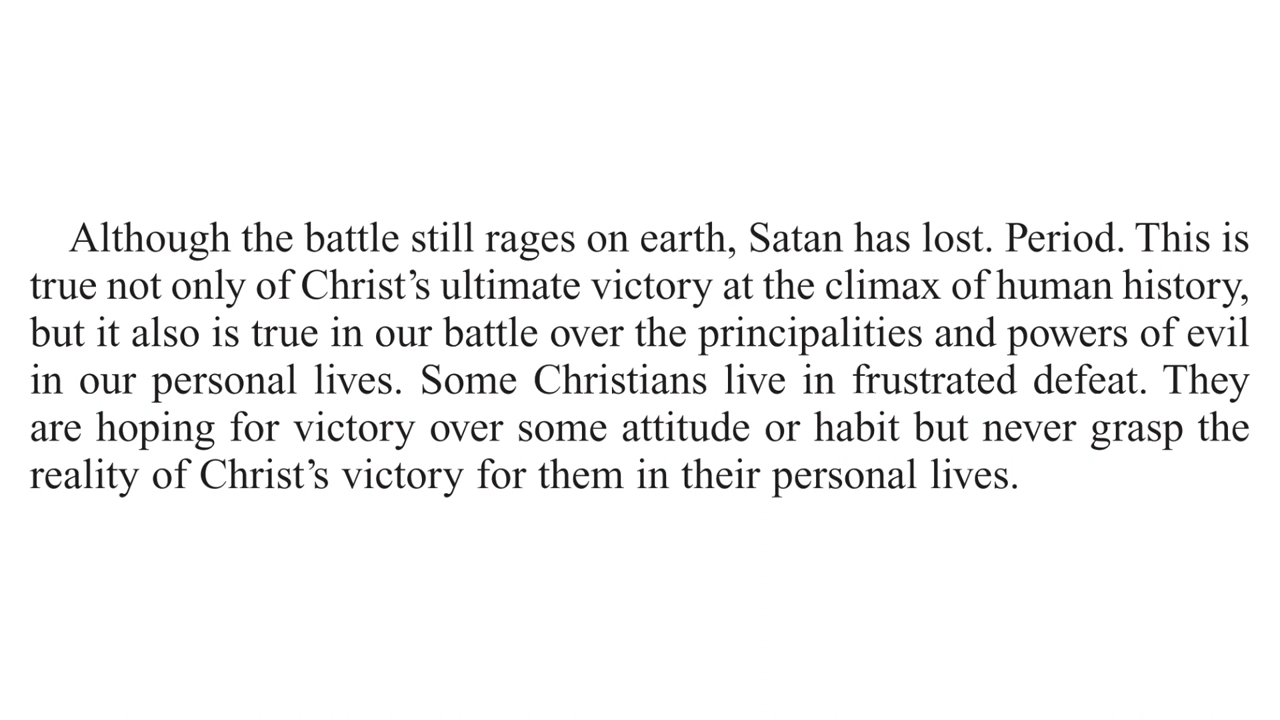 Although the battle still rages on earth, Satan has lost. Period. This is
true not only of Christ’s ultimate victory at the climax of human history,
but it also is true in our battle over the principalities and powers of evil
in our personal lives. Some Christians live in frustrated defeat. They
are hoping for victory over some attitude or habit but never grasp the
reality of Christ’s victory for them in their personal lives.